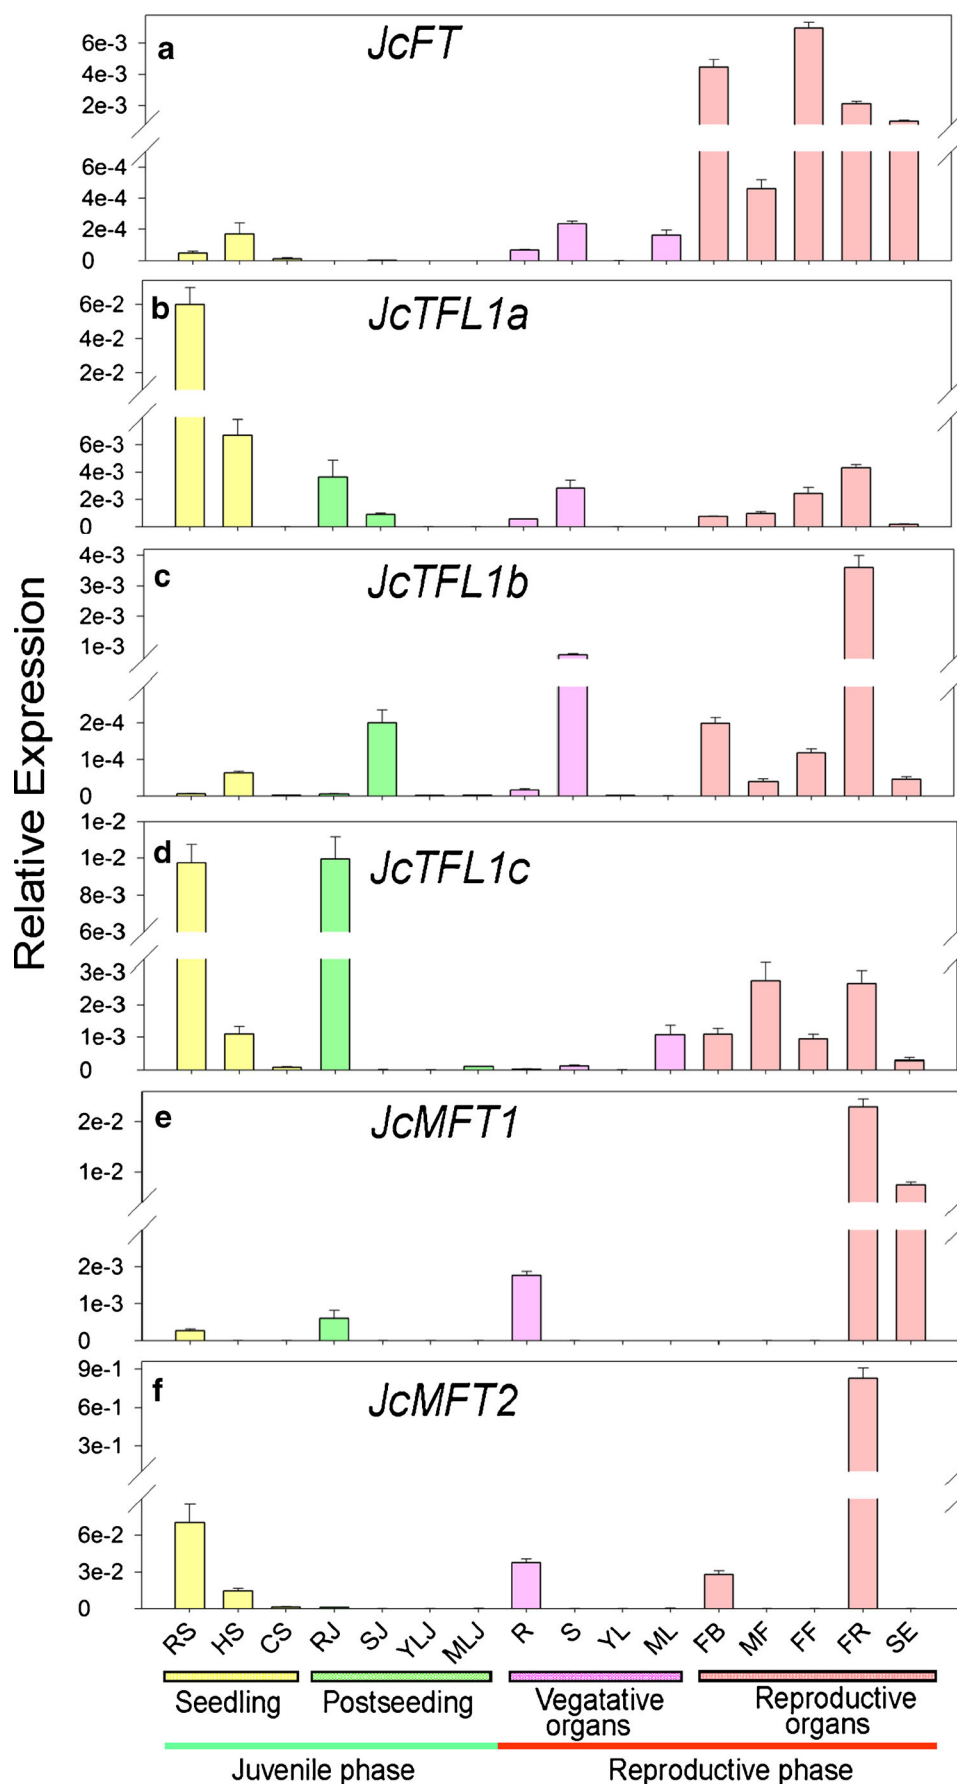 Relative Expression
a JcFT
6e-3
4e-3
2e-3
6e-4
4e-4
2e-4
0
b JcTFL1a
6e-2
4e-2
2e-2
6e-3
4e-3
2e-3
0
c JcTFL1b
4e-3
3e-3
2e-3
1e-3
2e-4
1e-4
0
d JcTFL1c
1e-2
1e-2
8e-3
6e-3
3e-3
2e-3
1e-3
0
e JcMFT1
2e-2
1e-2
2e-3
1e-3
0
f JcMFT2
9e-1
6e-1
3e-1
6e-2
3e-2
0
RS HS CS RJ SJ YLJ MLJ R S YL ML FB MF FF FR SE
Seedling Postseeding Vegatative Reproductive
organs organs
Juvenile phase Reproductive phase